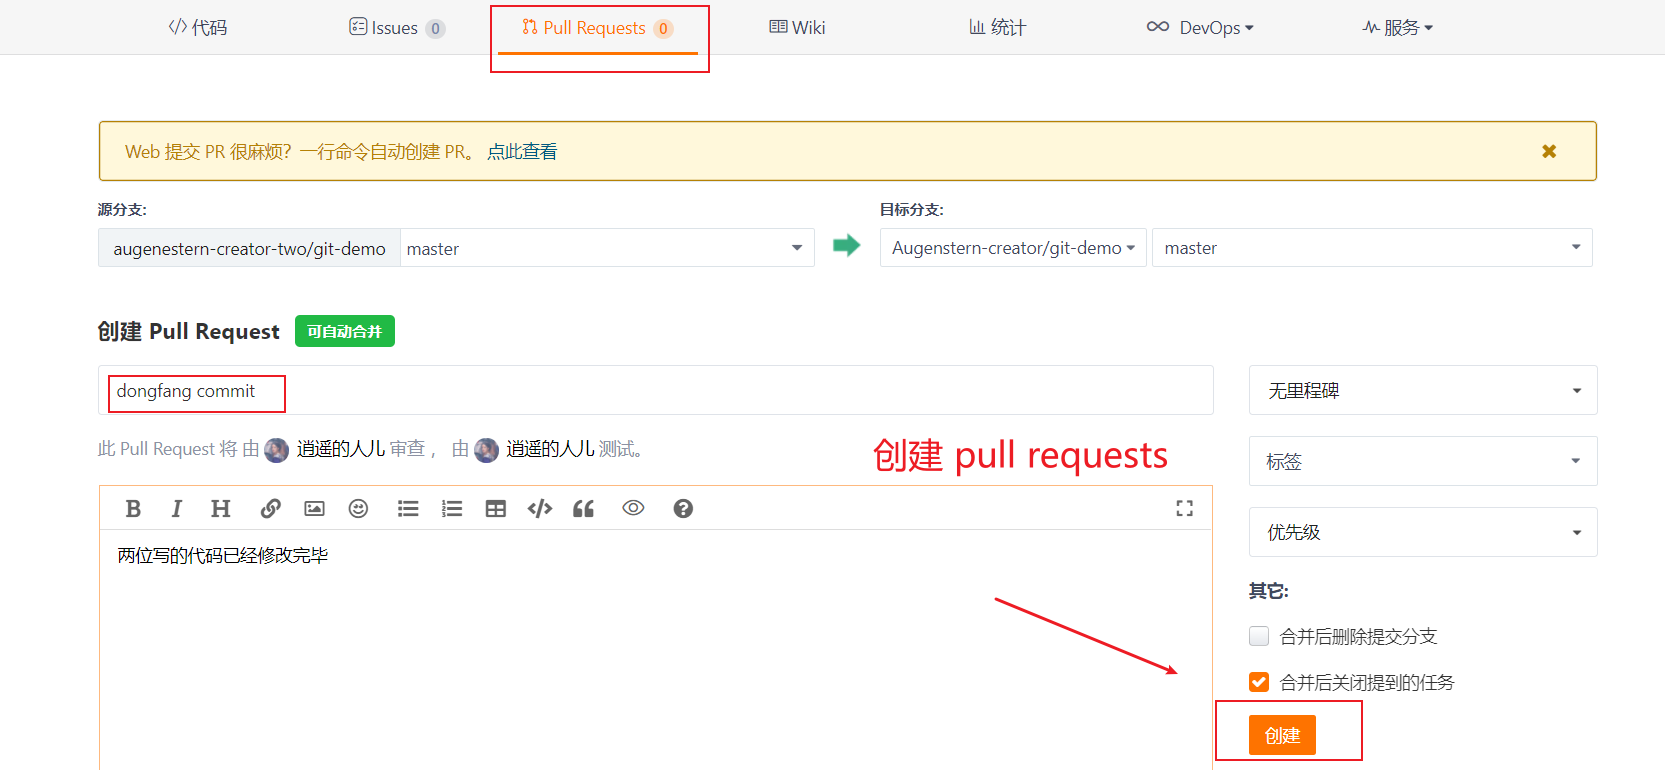 代码 Issues 0 Pull Requests 0 Wiki 统计 DevOps 服务
Web 提交 PR 很麻烦？一行命令自动创建 PR。 点此查看
源分支: 目标分支:
augenestern-creator-two/git-demo master Augenstern-creator/git-demo master
创建 Pull Request 可自动合并
dongfang commit 无里程碑
此 Pull Request 将 由 逍遥的人儿 审查 ， 由 逍遥的人儿 测试。
创建 pull requests
标签
两位写的代码已经修改完毕
优先级
其它:
合并后删除提交分支
合并后关闭提到的任务
创建